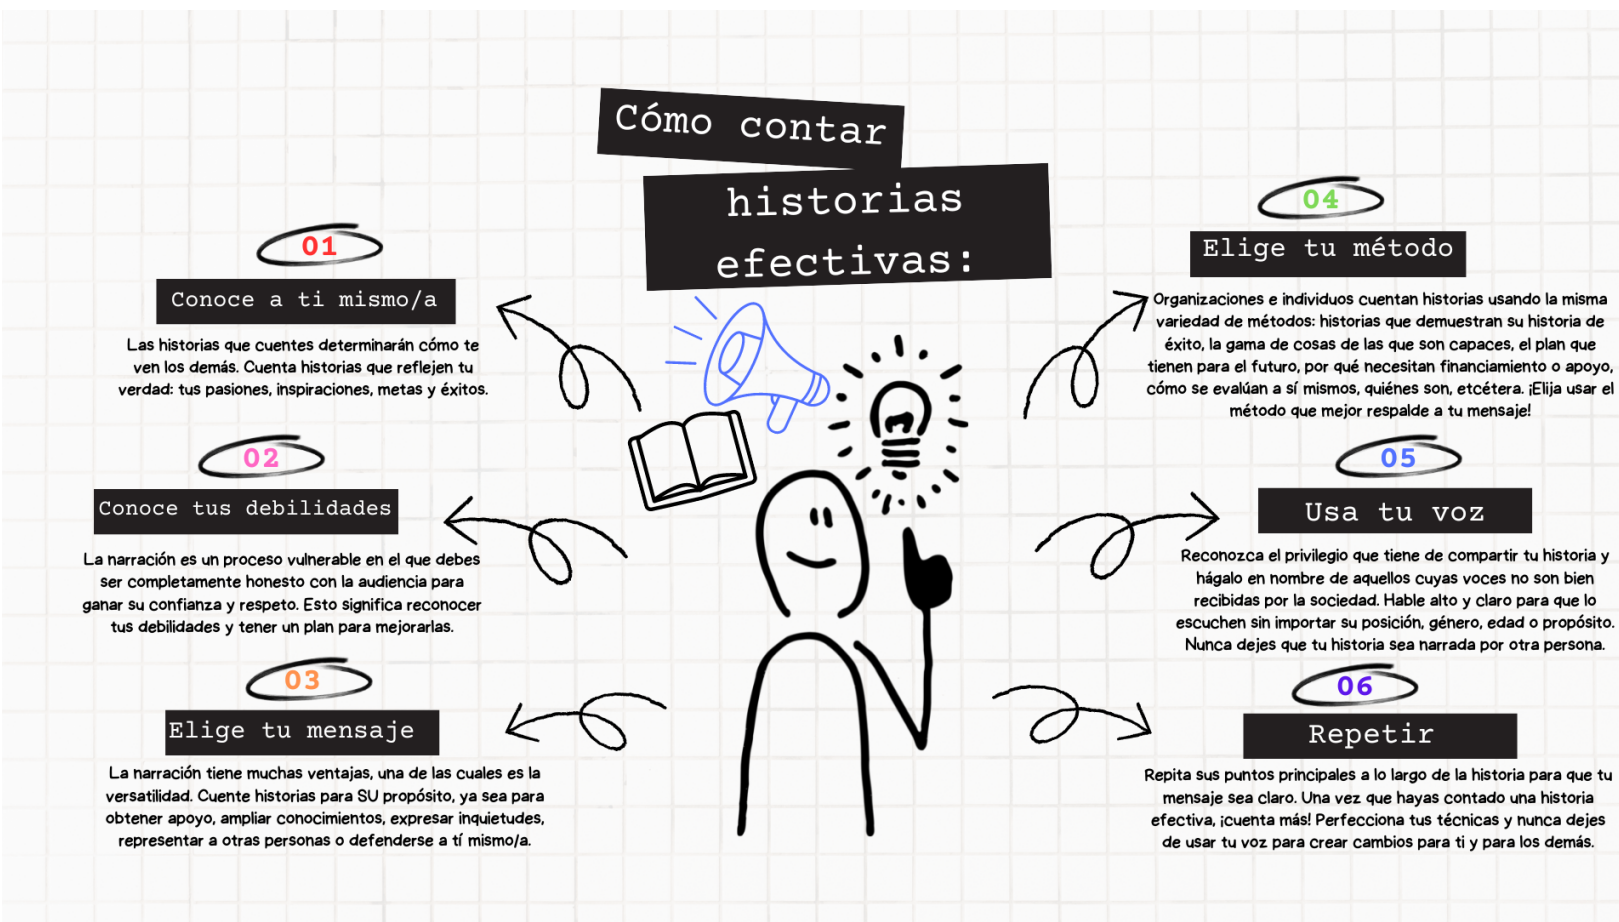 Cómo contar
historias
efectivas:
01
Conoce a ti mismo/a
Las historias que cuentes determinarán cómo te
ven los demás. Cuenta historias que reflejen tu
verdad: tus pasiones, inspiraciones, metas y éxitos.
02
Conoce tus debilidades
La narración es un proceso vulnerable en el que debes
ser completamente honesto con la audiencia para
ganar su confianza y respeto. Esto significa reconocer
tus debilidades y tener un plan para mejorarlas.
03
Elige tu mensaje
La narración tiene muchas ventajas, una de las cuales es la
versatilidad. Cuente historias para SU propósito, ya sea para
obtener apoyo, ampliar conocimientos, expresar inquietudes,
representar a otras personas o defenderse a tí mismo/a.
04
Elige tu método
Organizaciones e individuos cuentan historias usando la misma
variedad de métodos: historias que demuestran su historia de
éxito, la gama de cosas de las que son capaces, el plan que
tienen para el futuro, por qué necesitan financiamiento o apoyo,
cómo se evalúan a sí mismos, quiénes son, etcétera. ¡Elija usar el
método que mejor respalde a tu mensaje!
05
Usa tu voz
Reconozca el privilegio que tiene de compartir tu historia y
hágalo en nombre de aquellos cuyas voces no son bien
recibidas por la sociedad. Hable alto y claro para que lo
escuchen sin importar su posición, género, edad o propósito.
Nunca dejes que tu historia sea narrada por otra persona.
06
Repetir
Repita sus puntos principales a lo largo de la historia para que tu
mensaje sea claro. Una vez que hayas contado una historia
efectiva, ¡cuenta más! Perfecciona tus técnicas y nunca dejes
de usar tu voz para crear cambios para ti y para los demás.